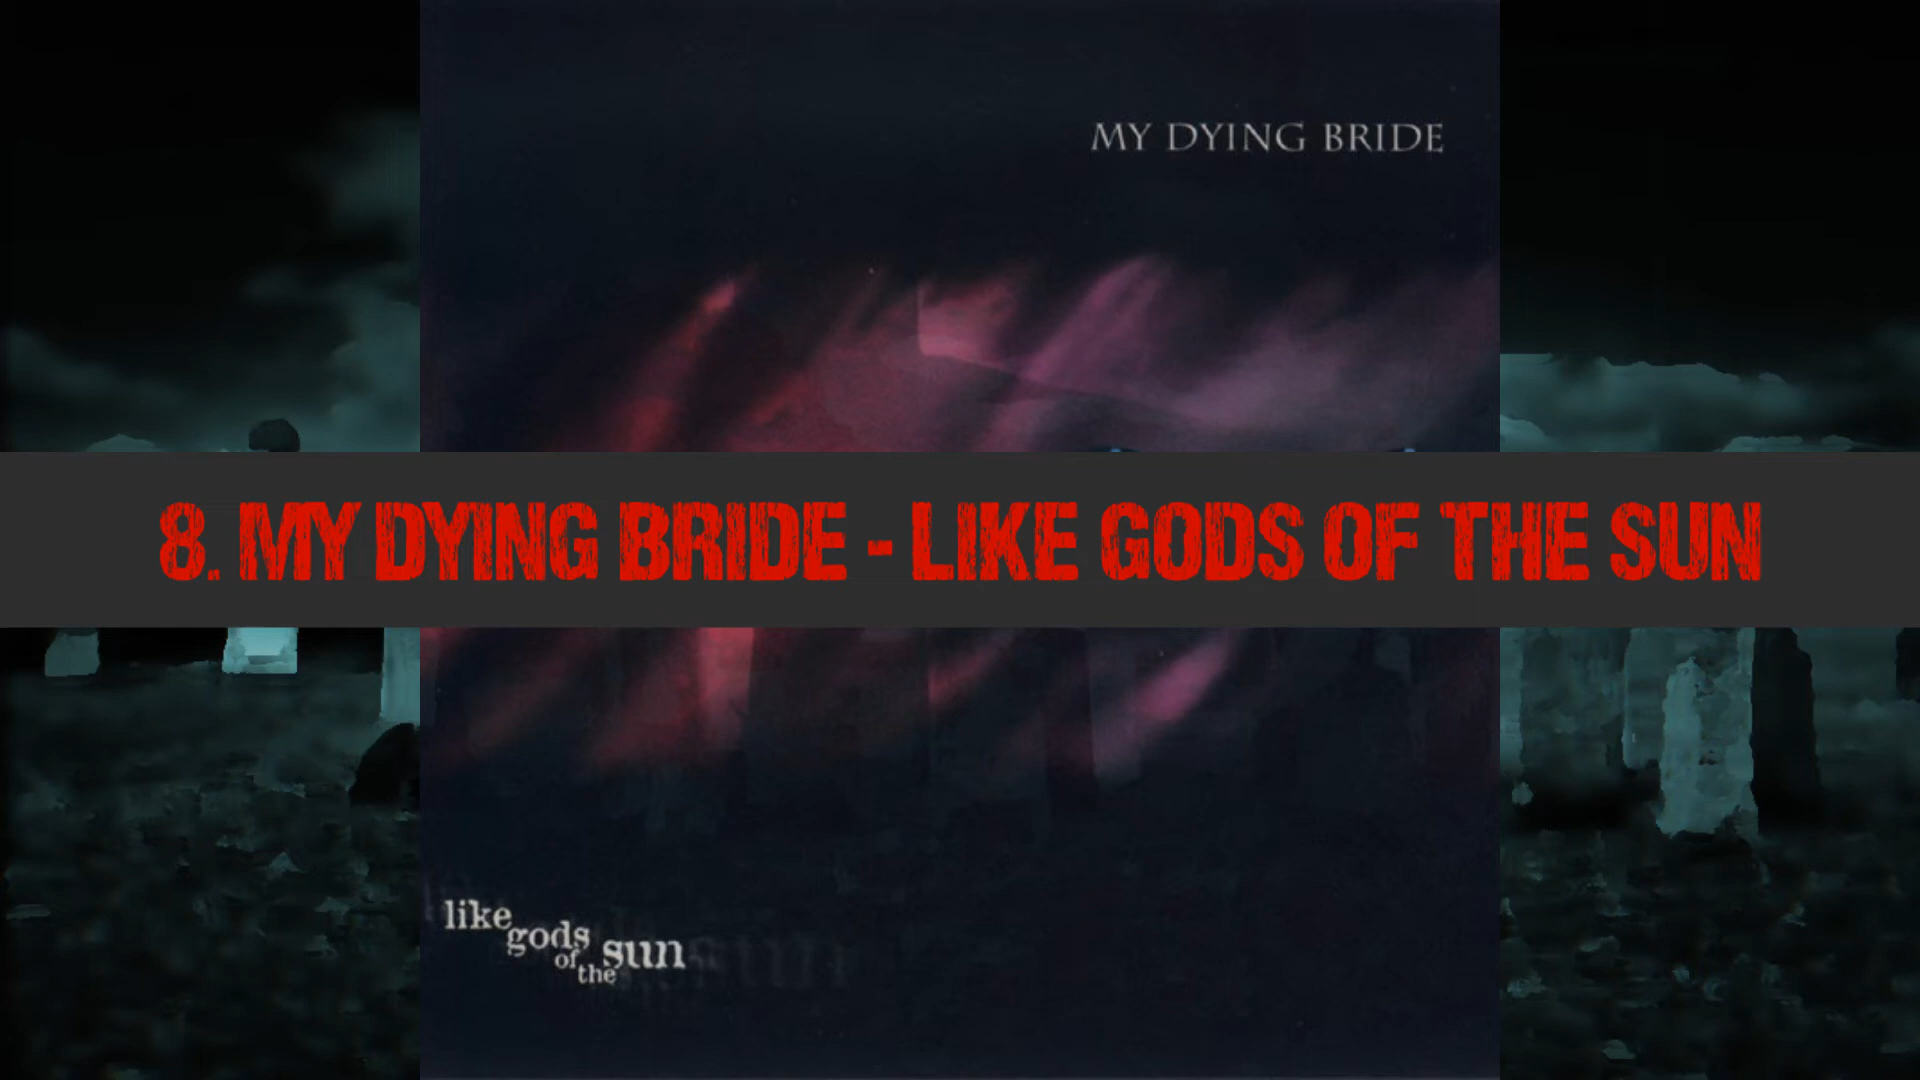 MY DYING BRIDE
8. MY DYING BRIDE - LIKE GODS OF THE SUN
like gods of the sun